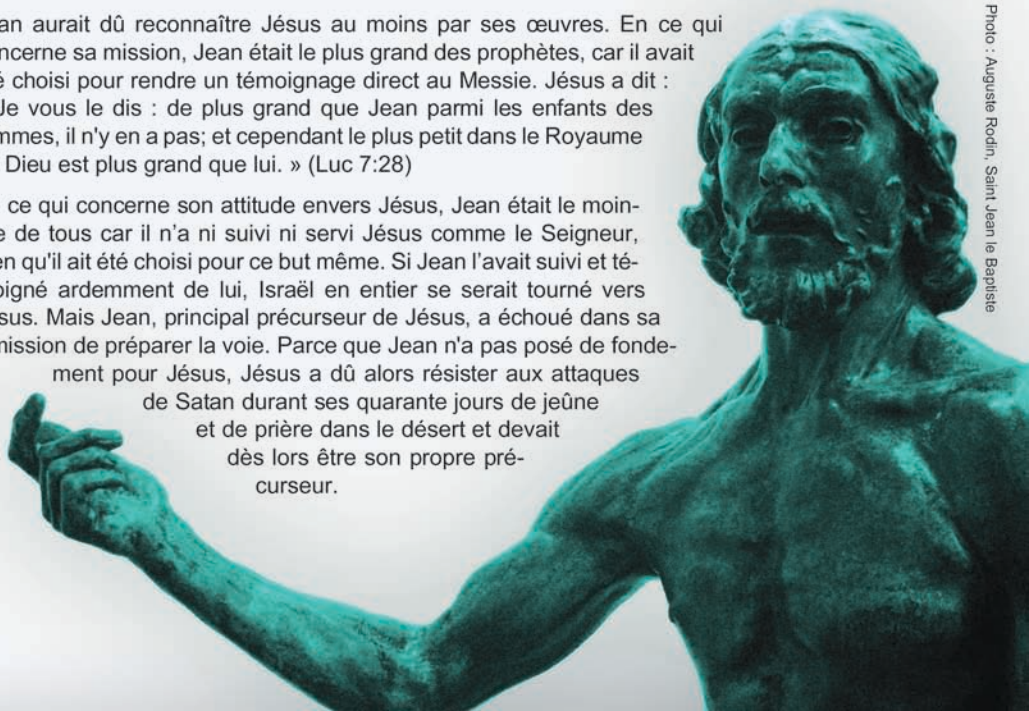 an aurait dû reconnaître Jésus au moins par ses œuvres. En ce qui
ncerne sa mission, Jean était le plus grand des prophètes, car il avait
é choisi pour rendre un témoignage direct au Messie. Jésus a dit :
Je vous le dis : de plus grand que Jean parmi les enfants des
mmes, il n'y en a pas; et cependant le plus petit dans le Royaume
Dieu est plus grand que lui. » (Luc 7:28)
ce qui concerne son attitude envers Jésus, Jean était le moin-
e de tous car il n’a ni suivi ni servi Jésus comme le Seigneur,
en qu'il ait été choisi pour ce but même. Si Jean l’avait suivi et té-
oigné ardemment de lui, Israël en entier se serait tourné vers
sus. Mais Jean, principal précurseur de Jésus, a échoué dans sa
mission de préparer la voie. Parce que Jean n'a pas posé de fonde-
ment pour Jésus, Jésus a dû alors résister aux attaques
de Satan durant ses quarante jours de jeûne
et de prière dans le désert et devait
dès lors être son propre pré-
curseur.
Photo : Auguste Rodin, Saint Jean le Baptiste